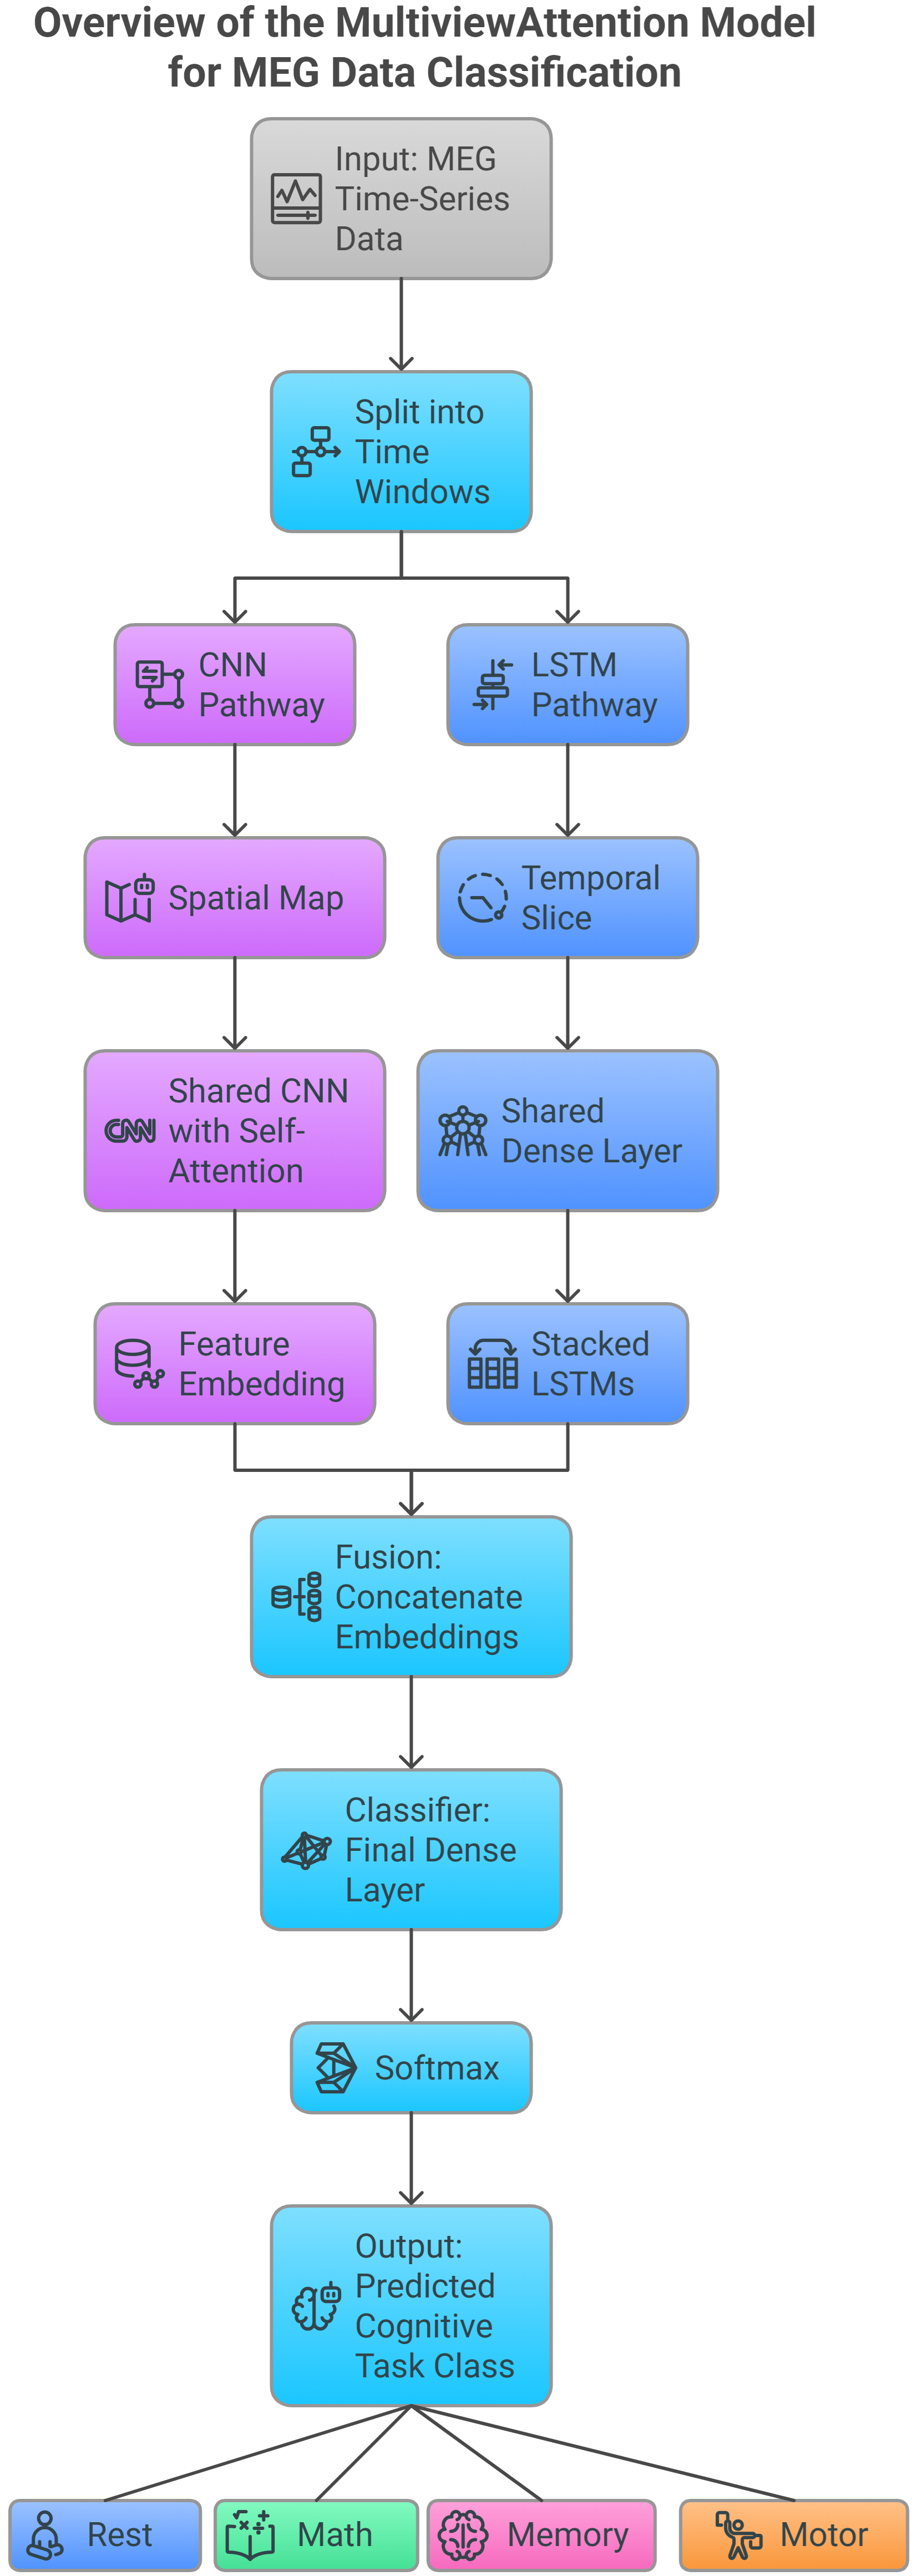 Overview of the MultiviewAttention Model
for MEG Data Classification
Input: MEG
Time-Series
Data
Split into
Time
Windows
CNN
Pathway
LSTM
Pathway
Spatial Map
Temporal
Slice
CNN
Shared CNN
with Self-
Attention
Shared
Dense Layer
Feature
Embedding
Stacked
LSTMs
Fusion:
Concatenate
Embeddings
Classifier:
Final Dense
Layer
Softmax
Output:
Predicted
Cognitive
Task Class
Rest
Math
Memory
Motor